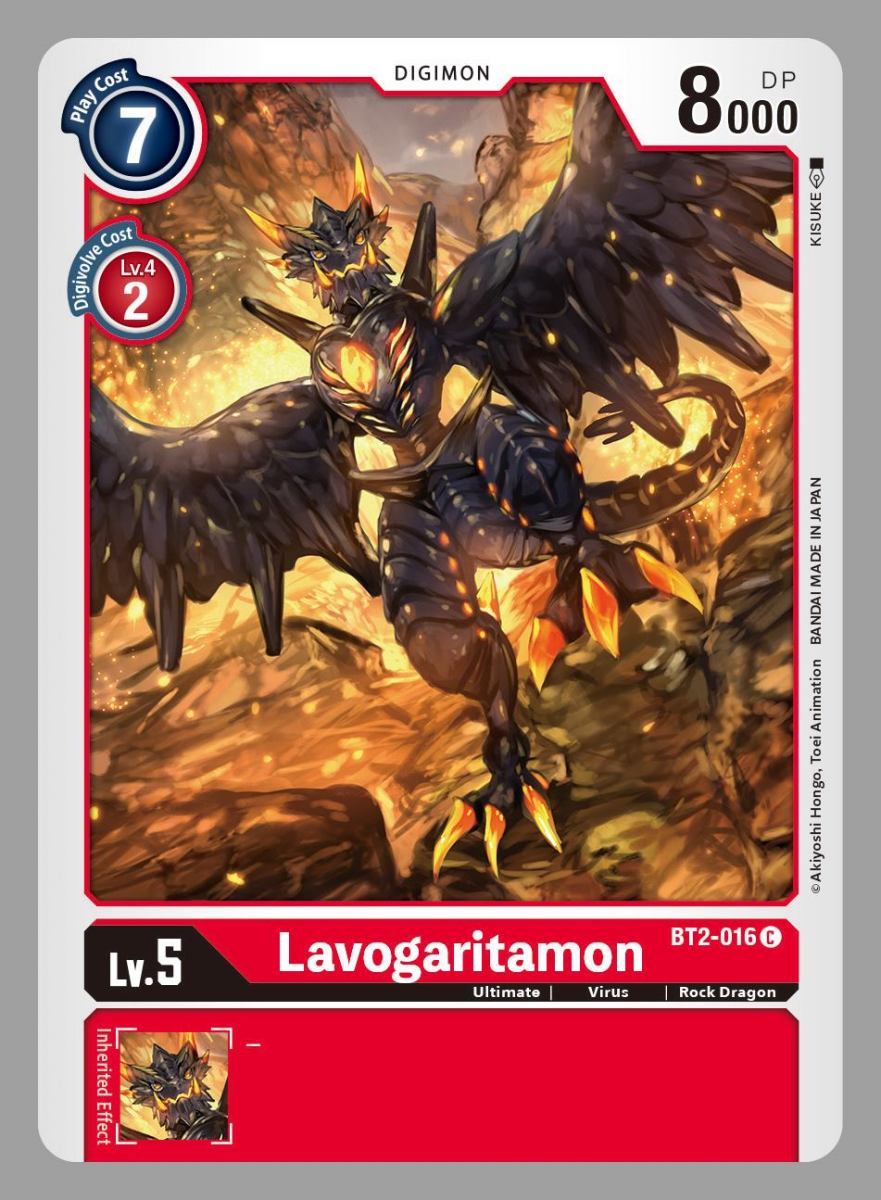 Play Cost
7
DIGIMON
DP
8000
Digivolve Cost
Lv.4
2
KISUKE
© Akiyoshi Hongo, Toei Animation BANDAI MADE IN JAPAN
Lv.5
Lavogaritamon
BT2-016 C
Ultimate | Virus | Rock Dragon
Inherited Effect
–